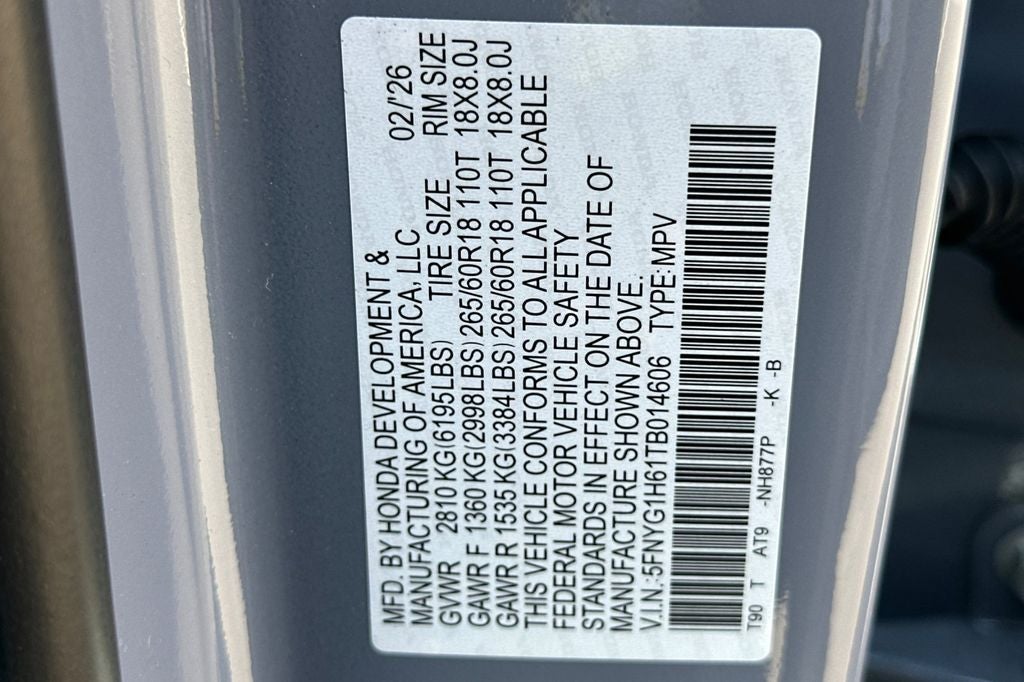 MFD. BY HONDA DEVELOPMENT &
MANUFACTURING OF AMERICA, LLC 02/'26
GVWR 2810 KG(6195LBS) TIRE SIZE RIM SIZE
GAWR F 1360 KG(2998LBS) 265/60R18 110T 18X8.0J
GAWR R 1535 KG(3384LBS) 265/60R18 110T 18X8.0J
THIS VEHICLE CONFORMS TO ALL APPLICABLE
FEDERAL MOTOR VEHICLE SAFETY
STANDARDS IN EFFECT ON THE DATE OF
MANUFACTURE SHOWN ABOVE.
V.I.N.:5FNYG1H61TB014606 TYPE:MPV
T90 T AT9 -NH877P -K -B